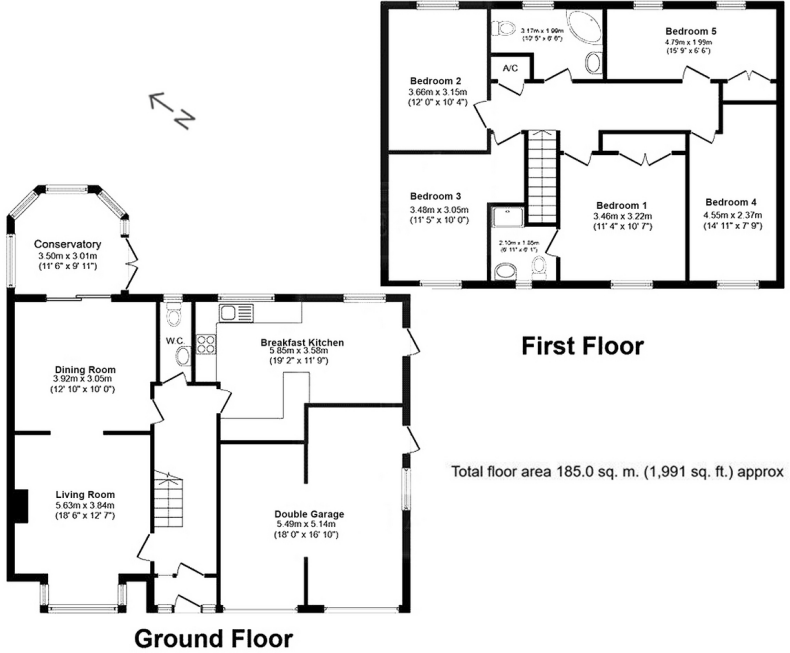 3.17m x 1.99m
(10' 5" x 6' 6")
Bedroom 5
4.79m x 1.99m
(15' 9" x 6' 6")
A/C
Bedroom 2
3.66m x 3.15m
(12' 0" x 10' 4")
N
Bedroom 3
3.48m x 3.05m
(11' 5" x 10' 0")
Bedroom 1
3.46m x 3.22m
(11' 4" x 10' 7")
Bedroom 4
4.55m x 2.37m
(14' 11" x 7' 9")
2.10m x 1.85m
(6' 11" x 6' 1")
First Floor
Conservatory
3.50m x 3.01m
(11' 6" x 9' 11")
W.C.
Breakfast Kitchen
5.85m x 3.58m
(19' 2" x 11' 9")
Dining Room
3.92m x 3.05m
(12' 10" x 10' 0")
Total floor area 185.0 sq. m. (1,991 sq. ft.) approx
Living Room
5.63m x 3.84m
(18' 6" x 12' 7")
Double Garage
5.49m x 5.14m
(18' 0" x 16' 10")
Ground Floor